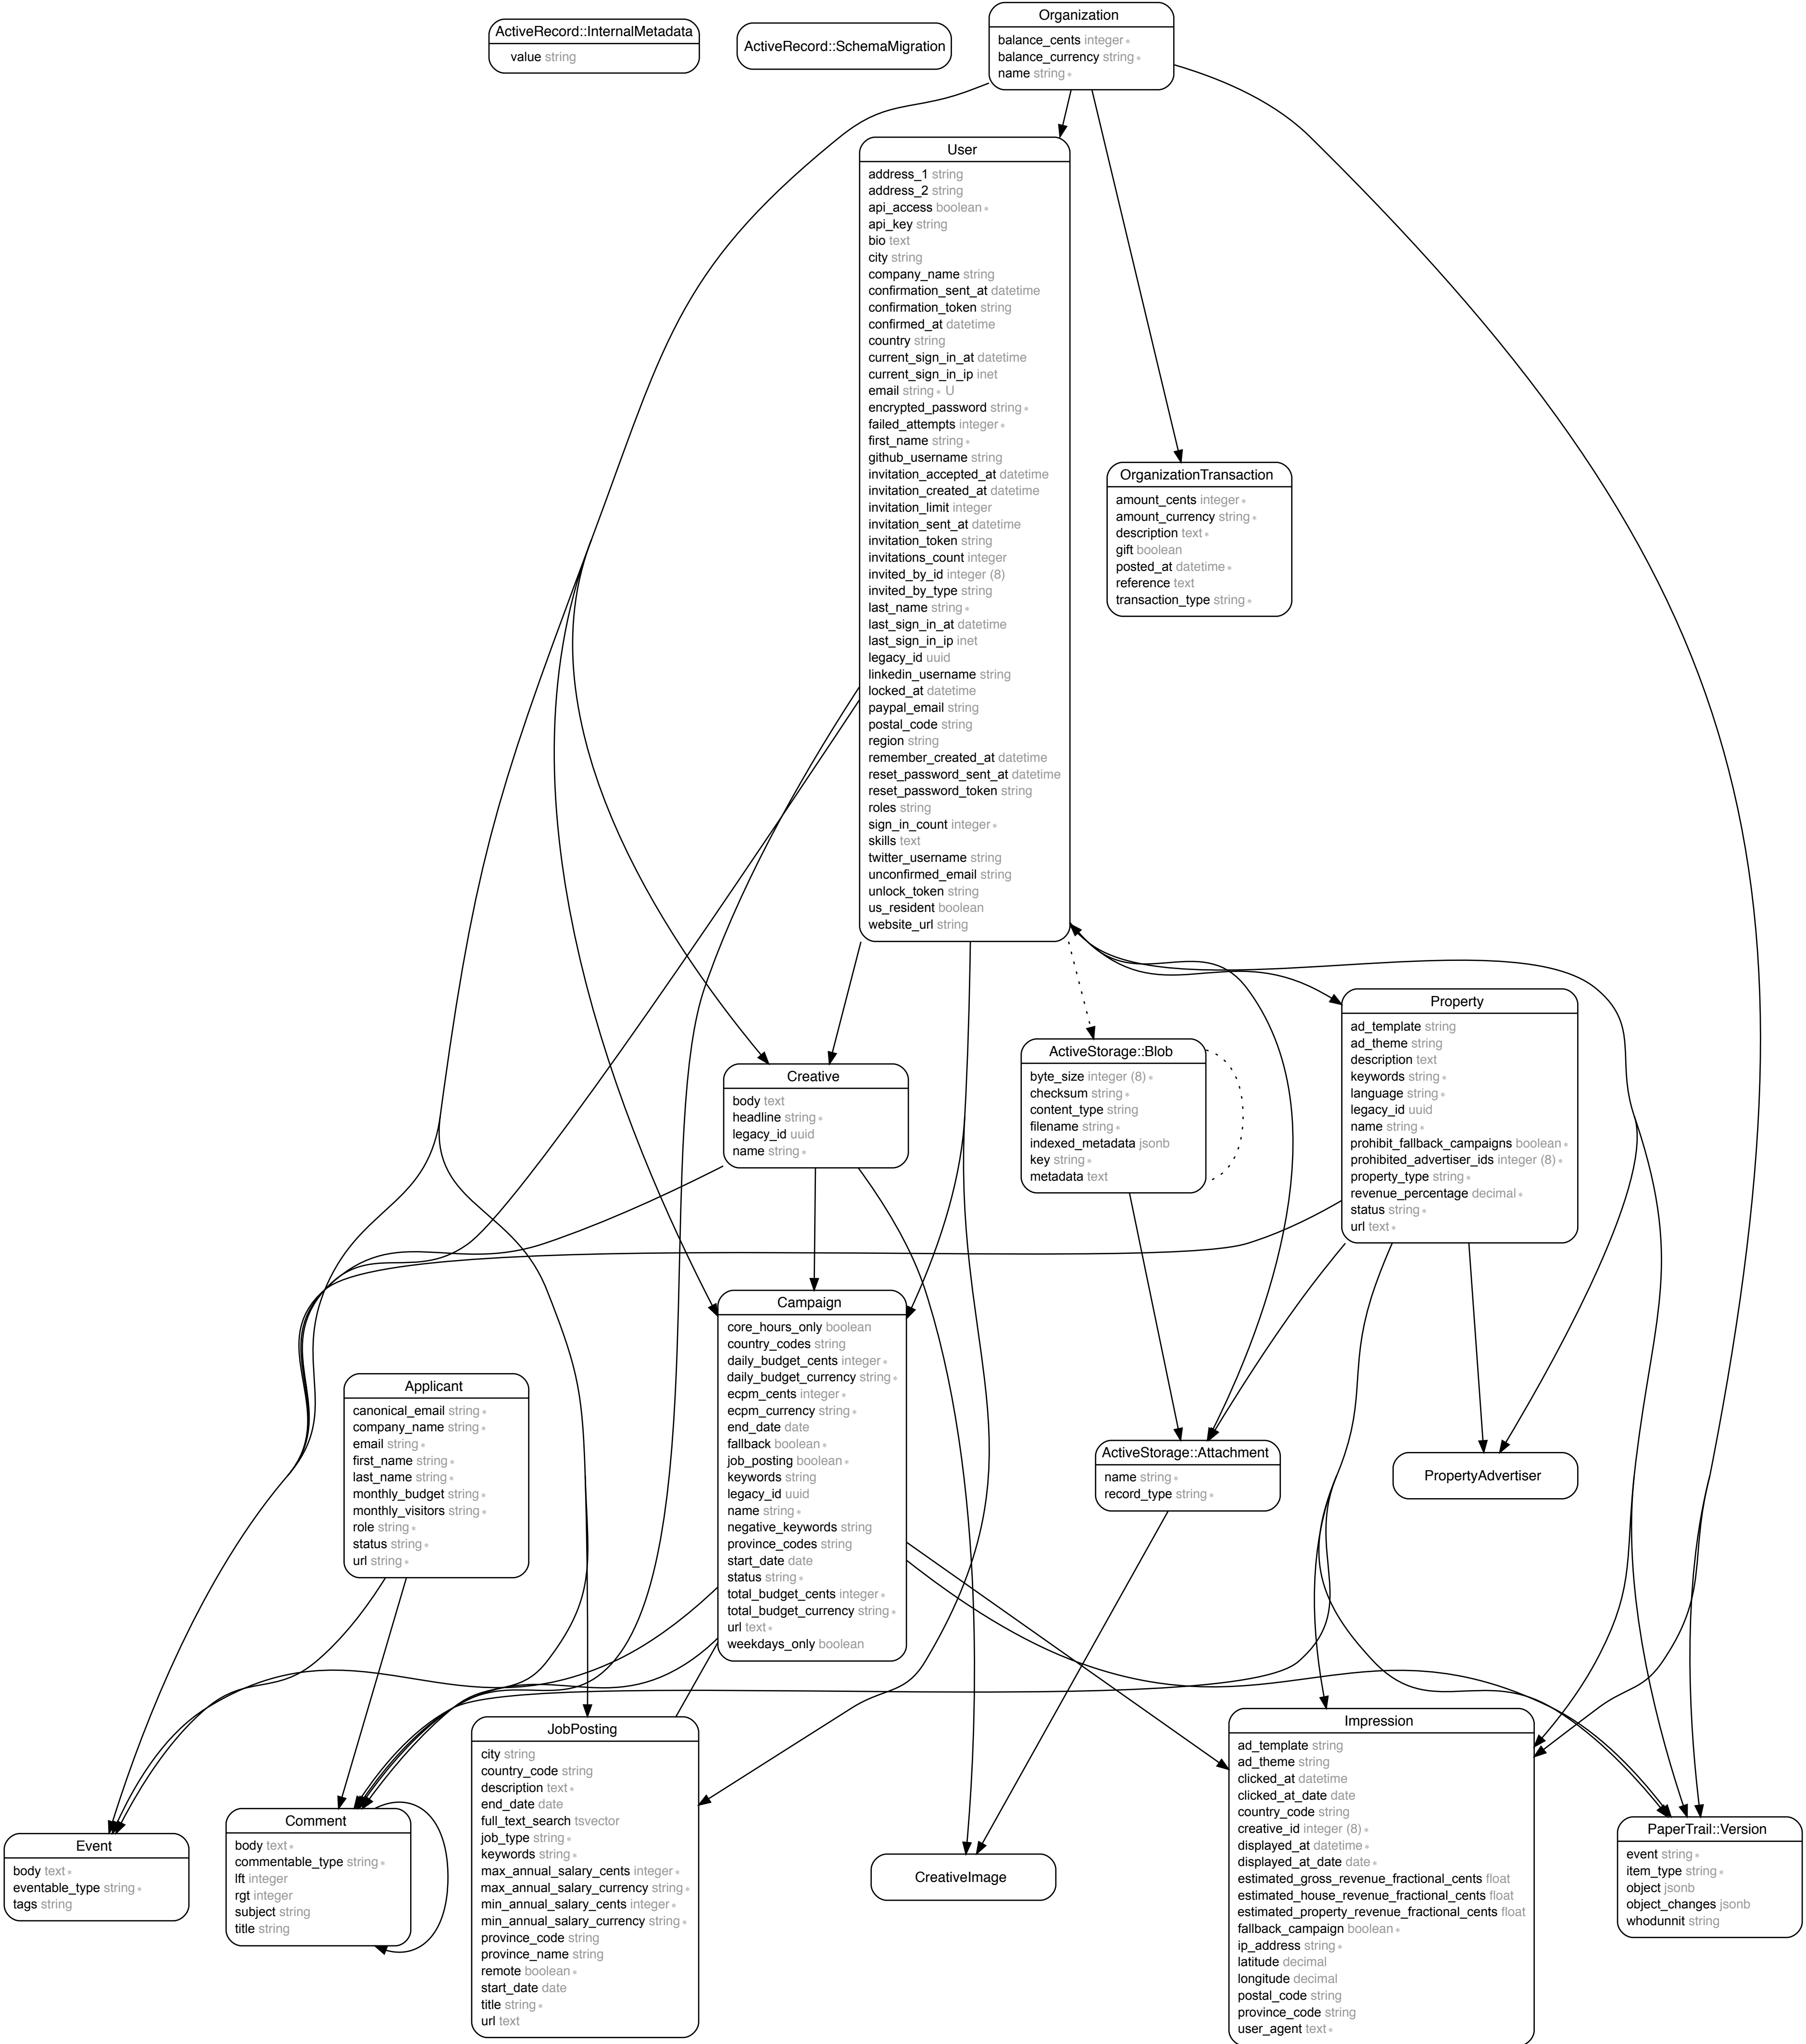 ActiveRecord::InternalMetadata
value string
ActiveRecord::SchemaMigration
Organization
balance_cents integer *
balance_currency string *
name string *
User
address_1 string
address_2 string
api_access boolean *
api_key string
bio text
city string
company_name string
confirmation_sent_at datetime
confirmation_token string
confirmed_at datetime
country string
current_sign_in_at datetime
current_sign_in_ip inet
email string * U
encrypted_password string *
failed_attempts integer *
first_name string *
github_username string
invitation_accepted_at datetime
invitation_created_at datetime
invitation_limit integer
invitation_sent_at datetime
invitation_token string
invitations_count integer
invited_by_id integer (8)
invited_by_type string
last_name string *
last_sign_in_at datetime
last_sign_in_ip inet
legacy_id uuid
linkedin_username string
locked_at datetime
paypal_email string
postal_code string
region string
remember_created_at datetime
reset_password_sent_at datetime
reset_password_token string
roles string
sign_in_count integer *
skills text
twitter_username string
unconfirmed_email string
unlock_token string
us_resident boolean
website_url string
OrganizationTransaction
amount_cents integer *
amount_currency string *
description text *
gift boolean
posted_at datetime *
reference text
transaction_type string *
Property
ad_template string
ad_theme string
description text
keywords string *
language string *
legacy_id uuid
name string *
prohibit_fallback_campaigns boolean *
prohibited_advertiser_ids integer (8) *
property_type string *
revenue_percentage decimal *
status string *
url text *
ActiveStorage::Blob
byte_size integer (8) *
checksum string *
content_type string
filename string *
indexed_metadata jsonb
key string *
metadata text
Creative
body text
headline string *
legacy_id uuid
name string *
Campaign
core_hours_only boolean
country_codes string
daily_budget_cents integer *
daily_budget_currency string *
ecpm_cents integer *
ecpm_currency string *
end_date date
fallback boolean *
job_posting boolean *
keywords string
legacy_id uuid
name string *
negative_keywords string
province_codes string
start_date date
status string *
total_budget_cents integer *
total_budget_currency string *
url text *
weekdays_only boolean
Applicant
canonical_email string *
company_name string *
email string *
first_name string *
last_name string *
monthly_budget string *
monthly_visitors string *
role string *
status string *
url string *
ActiveStorage::Attachment
name string *
record_type string *
PropertyAdvertiser
Event
body text *
eventable_type string *
tags string
Comment
body text *
commentable_type string *
lft integer
rgt integer
subject string
title string
JobPosting
city string
country_code string
description text *
end_date date
full_text_search tsvector
job_type string *
keywords string *
max_annual_salary_cents integer *
max_annual_salary_currency string *
min_annual_salary_cents integer *
min_annual_salary_currency string *
province_code string
province_name string
remote boolean *
start_date date
title string *
url text
CreativeImage
Impression
ad_template string
ad_theme string
clicked_at datetime
clicked_at_date date
country_code string
creative_id integer (8) *
displayed_at datetime *
displayed_at_date date *
estimated_gross_revenue_fractional_cents float
estimated_house_revenue_fractional_cents float
estimated_property_revenue_fractional_cents float
fallback_campaign boolean *
ip_address string *
latitude decimal
longitude decimal
postal_code string
province_code string
user_agent text *
PaperTrail::Version
event string *
item_type string *
object jsonb
object_changes jsonb
whodunnit string